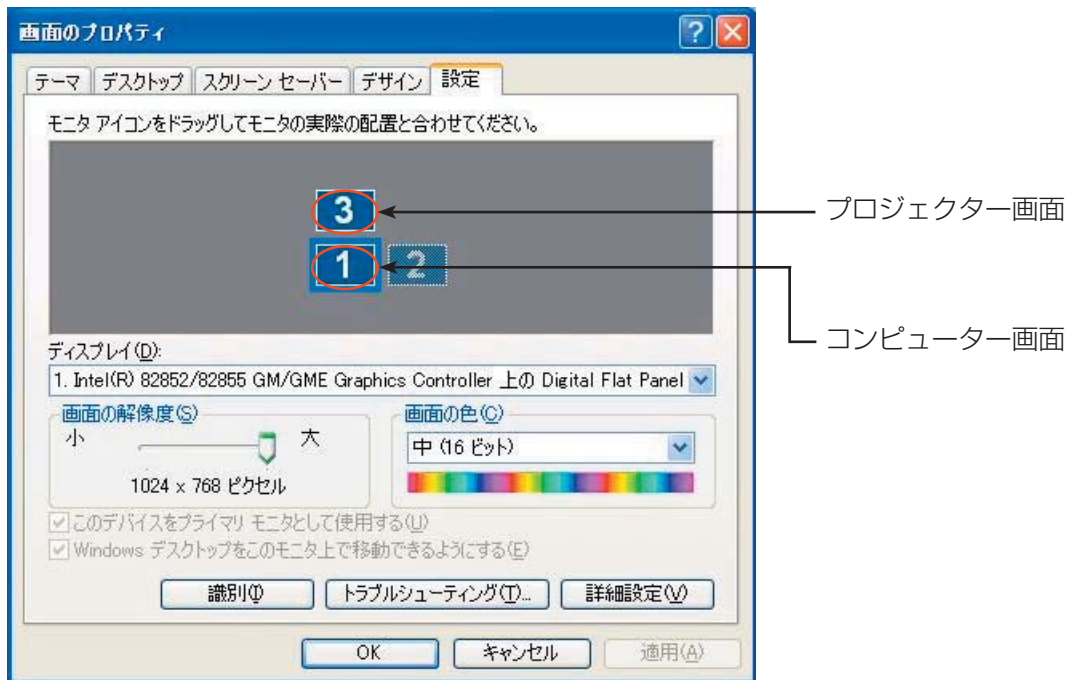 画面のプロパティ
テーマ デスクトップ スクリーン セーバー デザイン 設定
モニタ アイコンをドラッグしてモニタの実際の配置と合わせてください。
3
プロジェクター画面
1 2
コンピューター画面
ディスプレイ(D):
1. Intel(R) 82852/82855 GM/GME Graphics Controller 上の Digital Flat Panel
画面の解像度(S) 画面の色(C)
小 大 中 (16 ビット)
1024 x 768 ピクセル
このデバイスをプライマリ モニタとして使用する(U)
Windows デスクトップをこのモニタ上で移動できるようにする(E)
識別(I) トラブルシューティング(T)... 詳細設定(V)
OK キャンセル 適用(A)